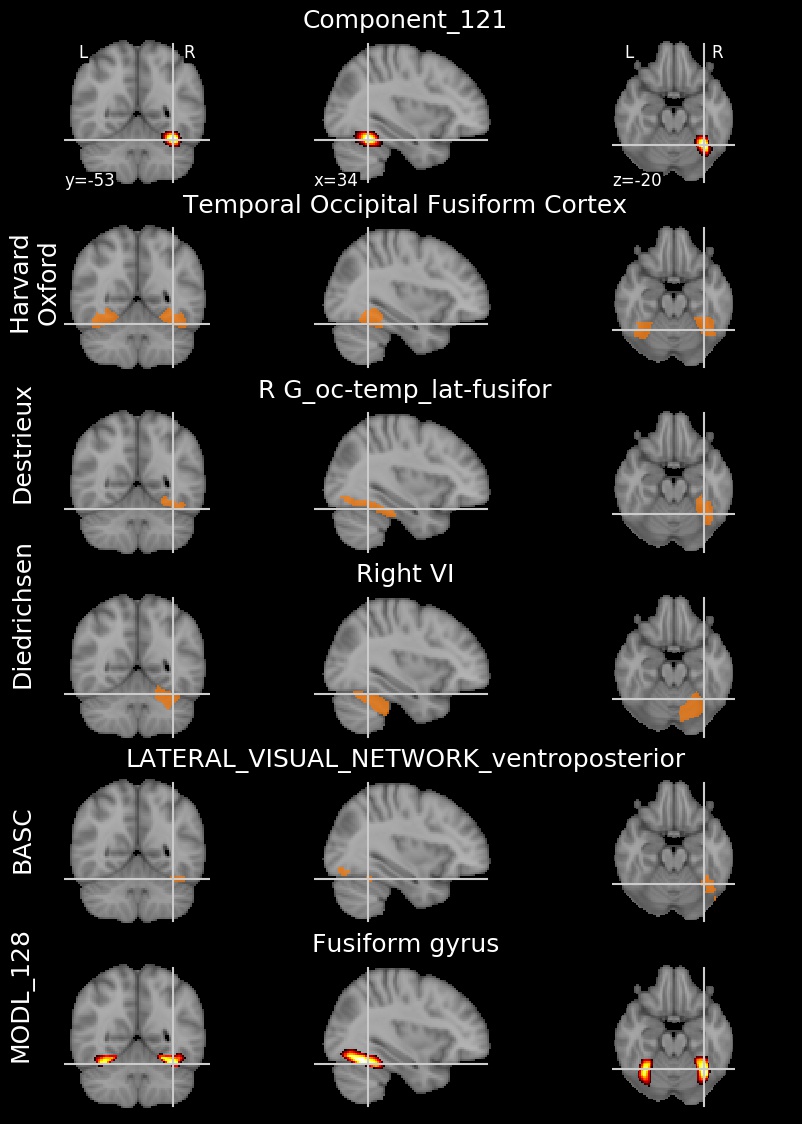 Component_121
L R L R
y=-53 x=34 z=-20
Temporal Occipital Fusiform Cortex
Harvard
Oxford
R G_oc-temp_lat-fusifor
Destrieux
Right VI
Diedrichsen
LATERAL_VISUAL_NETWORK_ventroposterior
BASC
Fusiform gyrus
MODL_128